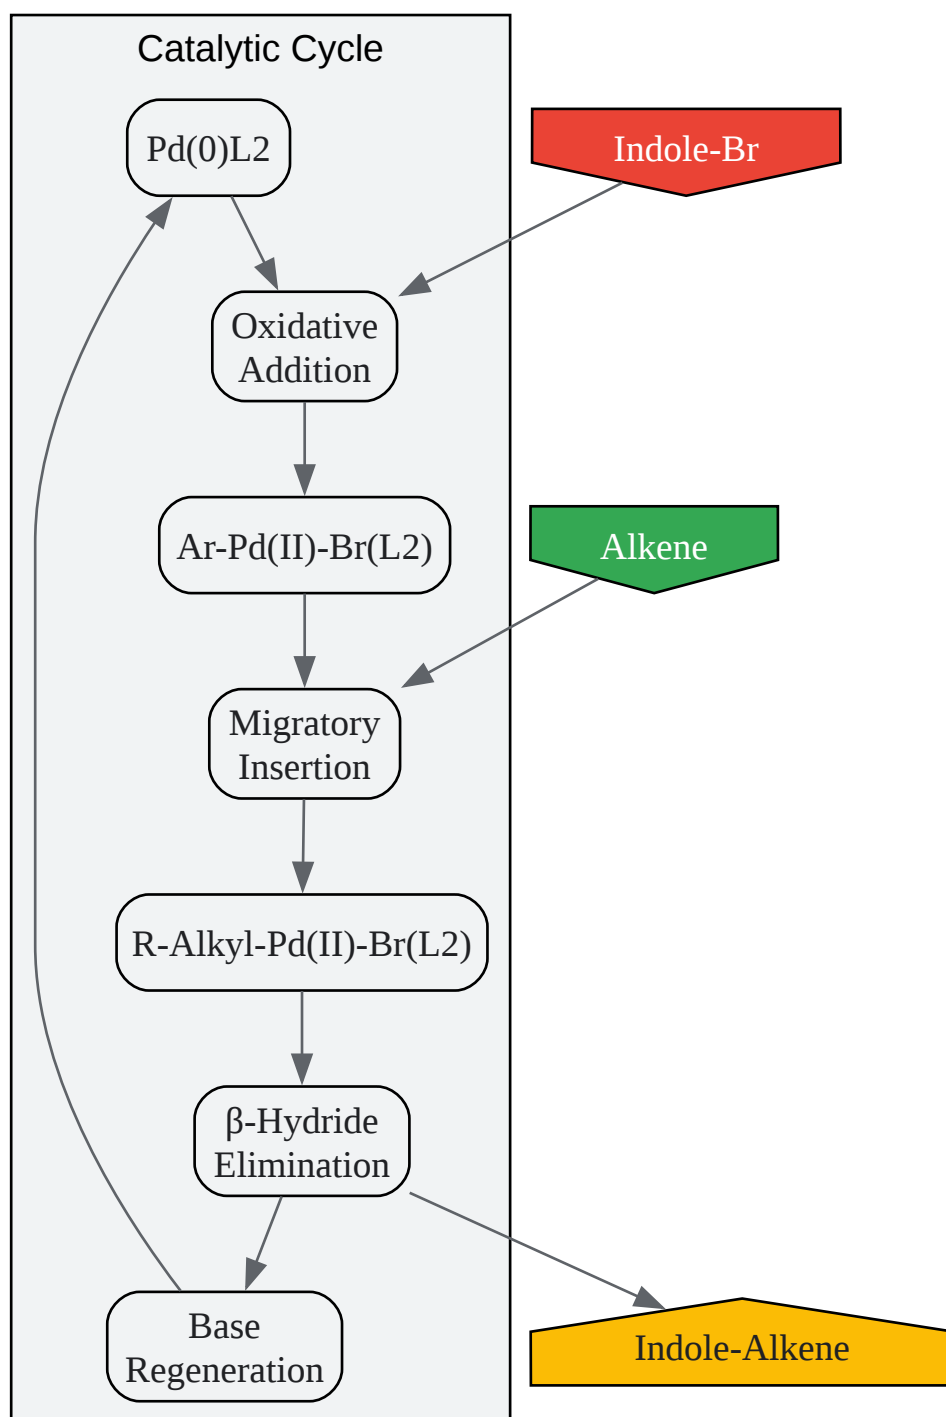 Catalytic Cycle
Pd(0)L2
Indole-Br
Oxidative
Addition
Ar-Pd(II)-Br(L2)
Alkene
Migratory
Insertion
R-Alkyl-Pd(II)-Br(L2)
β-Hydride
Elimination
Base
Regeneration
Indole-Alkene